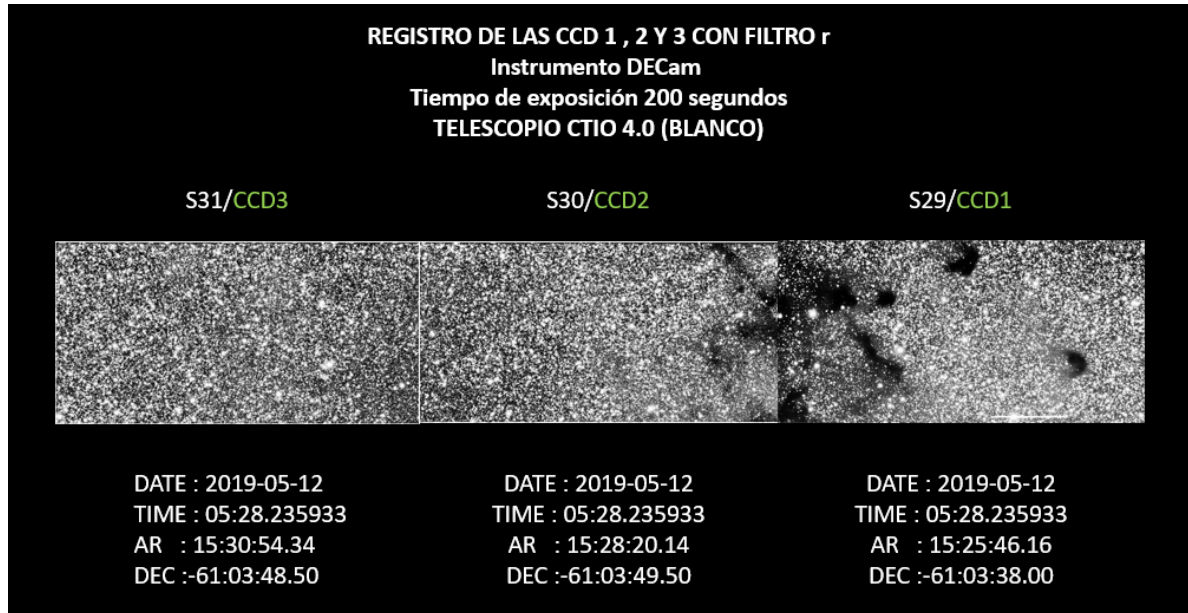 REGISTRO DE LAS CCD 1 , 2 Y 3 CON FILTRO r
Instrumento DECam
Tiempo de exposición 200 segundos
TELESCOPIO CTIO 4.0 (BLANCO)
S31/CCD3
S30/CCD2
S29/CCD1
DATE : 2019-05-12
TIME : 05:28.235933
AR : 15:30:54.34
DEC :-61:03:48.50
DATE : 2019-05-12
TIME : 05:28.235933
AR : 15:28:20.14
DEC :-61:03:49.50
DATE : 2019-05-12
TIME : 05:28.235933
AR : 15:25:46.16
DEC :-61:03:38.00